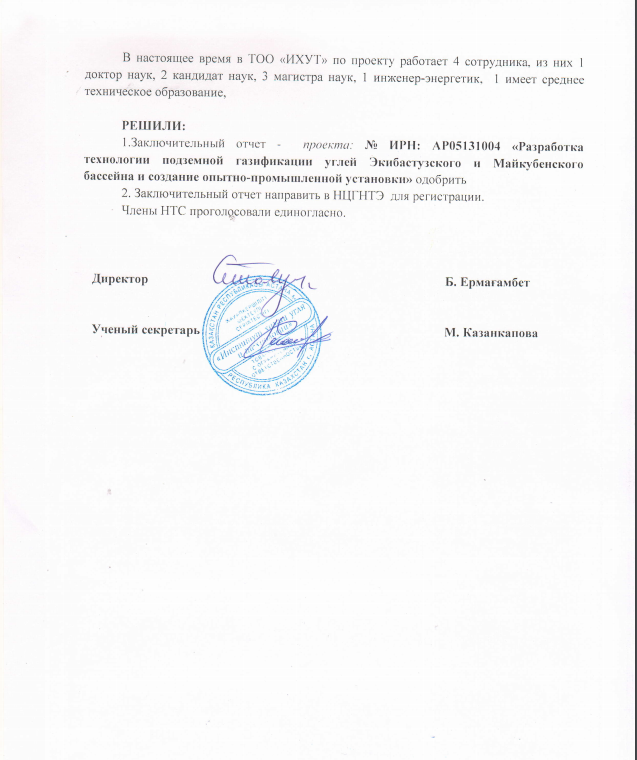 В настоящее время в ТОО «ИХУТ» по проекту работает 4 сотрудника, из них 1
доктор наук, 2 кандидат наук, 3 магистра наук, 1 инженер-энергетик, 1 имеет среднее
техническое образование,
РЕШИЛИ:
1.Заключительный отчет - проекта: № ИРН: АР05131004 «Разработка
технологии подземной газификации углей Экибастузского и Майкубенского
бассейна и создание опытно-промышленной установки» одобрить
2. Заключительный отчет направить в НЦГНТЭ для регистрации.
Члены НТС проголосовали единогласно.
Директор Б. Ермагамбет
Ученый секретарь М. Казанкапова
РЕСПУБЛИКА КАЗАХСТАН